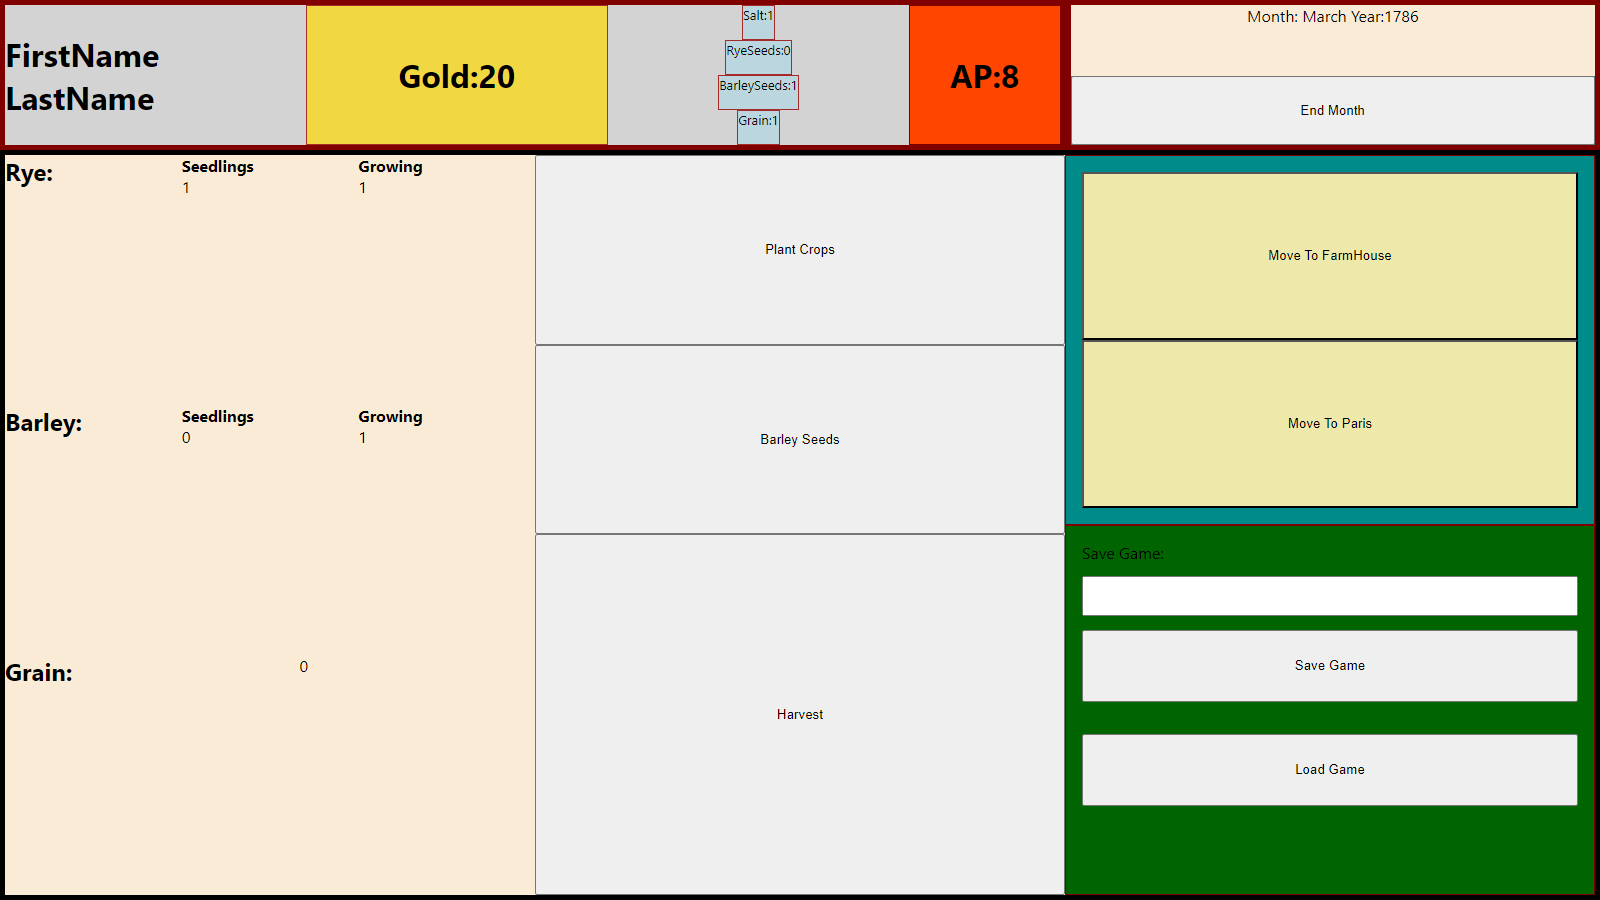 FirstName
LastName
Gold:20
Salt:1
RyeSeeds:0
BarleySeeds:1
Grain:1
AP:8
Month: March Year:1786
End Month
Rye:
Seedlings
1
Growing
1
Barley:
Seedlings
0
Growing
1
Grain:
0
Plant Crops
Barley Seeds
Harvest
Move To FarmHouse
Move To Paris
Save Game:
Save Game
Load Game